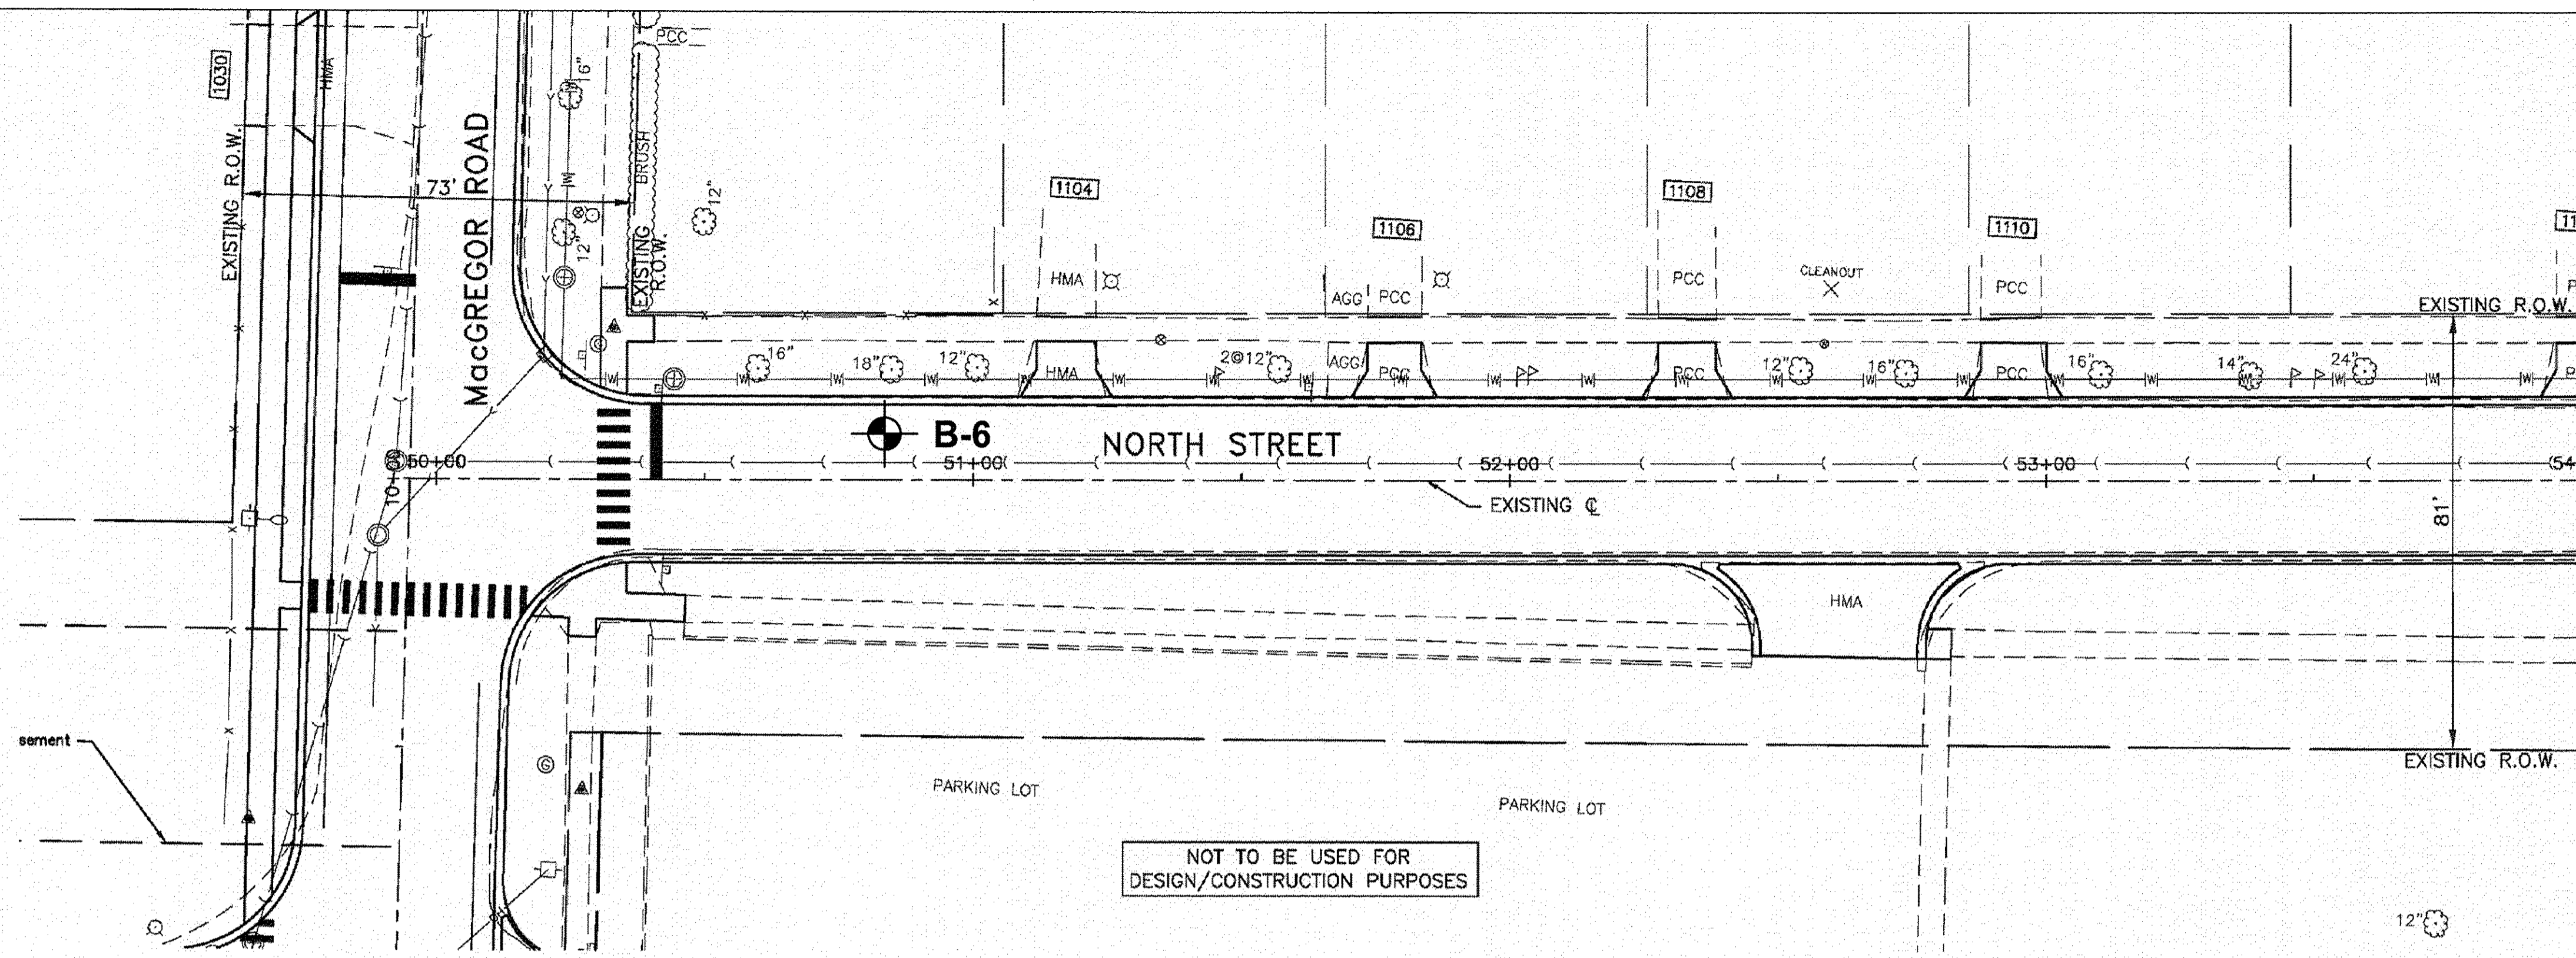 PCC
1030
HMA
16"
EXISTING R.O.W.
MacGREGOR ROAD
BRUSH
73'
12"
12"
EXISTING
R.O.W.
1104
1106
1108
1110
HMA
AGG
PCC
PCC
CLEANOUT
PCC
EXISTING R.O.W.
16"
18"
12"
HMA
2@12"
AGG
PCC
PCC
12"
16"
PCC
16"
14"
24"
W
B-6
NORTH STREET
50+00
51+00
52+00
53+00
54
EXISTING ℄
81'
HMA
sement
G
EXISTING R.O.W.
PARKING LOT
PARKING LOT
NOT TO BE USED FOR
DESIGN/CONSTRUCTION PURPOSES
12"